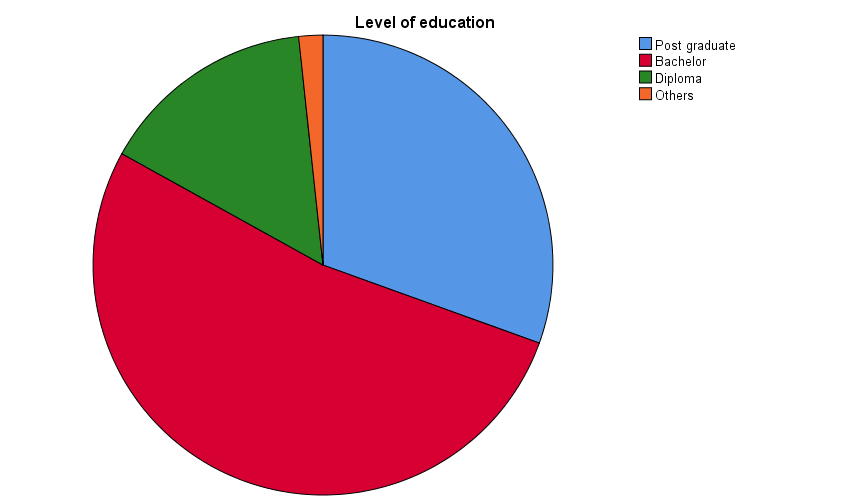 Level of education
Post graduate
Bachelor
Diploma
Others